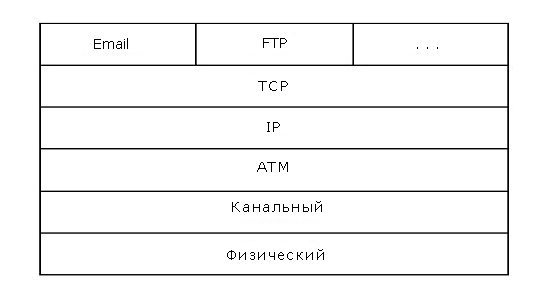 Email FTP . . .
TCP
IP
ATM
Канальный
Физический